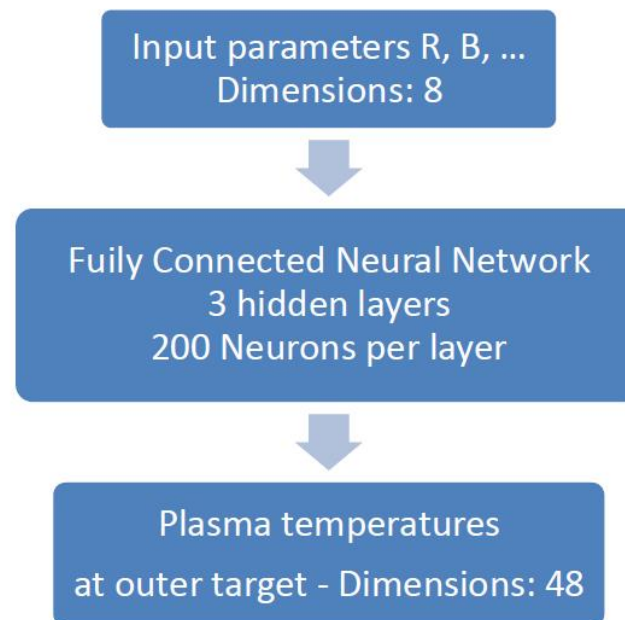 Input parameters R, B, ...
Dimensions: 8
Fuily Connected Neural Network
3 hidden layers
200 Neurons per layer
Plasma temperatures
at outer target - Dimensions: 48